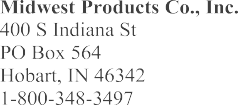 Midwest Products Co., Inc.
400 S Indiana St
PO Box 564
Hobart, IN 46342
1-800-348-3497